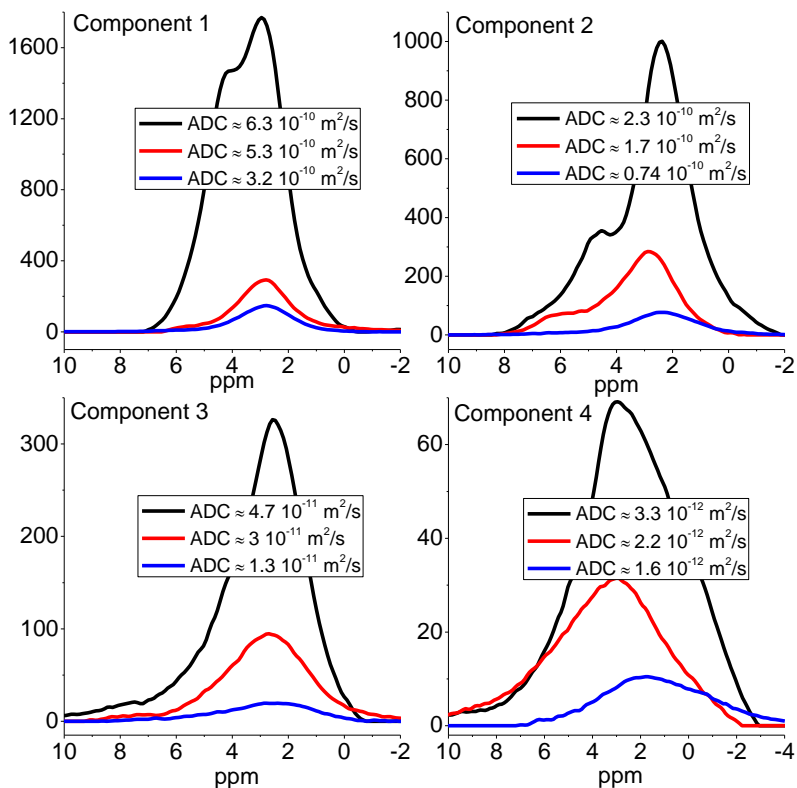 Component 1
1600
1200
800
400
0
ADC ≈ 6.3 10⁻¹⁰ m²/s
ADC ≈ 5.3 10⁻¹⁰ m²/s
ADC ≈ 3.2 10⁻¹⁰ m²/s
10 8 6 4 2 0 -2
ppm
Component 2
1000
800
600
400
200
0
ADC ≈ 2.3 10⁻¹⁰ m²/s
ADC ≈ 1.7 10⁻¹⁰ m²/s
ADC ≈ 0.74 10⁻¹⁰ m²/s
10 8 6 4 2 0 -2 -4
ppm
Component 3
300
200
100
0
ADC ≈ 4.7 10⁻¹¹ m²/s
ADC ≈ 3 10⁻¹¹ m²/s
ADC ≈ 1.3 10⁻¹¹ m²/s
10 8 6 4 2 0 -2
ppm
Component 4
60
40
20
0
ADC ≈ 3.3 10⁻¹² m²/s
ADC ≈ 2.2 10⁻¹² m²/s
ADC ≈ 1.6 10⁻¹² m²/s
10 8 6 4 2 0 -2 -4
ppm